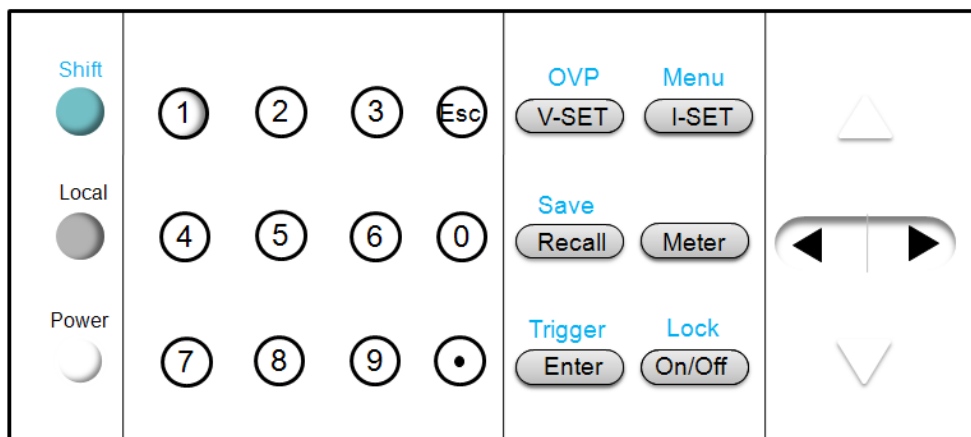 Shift
Local
Power
1 2 3 Esc
4 5 6 0
7 8 9 •
OVP Menu
V-SET I-SET
Save
Recall Meter
Trigger Lock
Enter On/Off